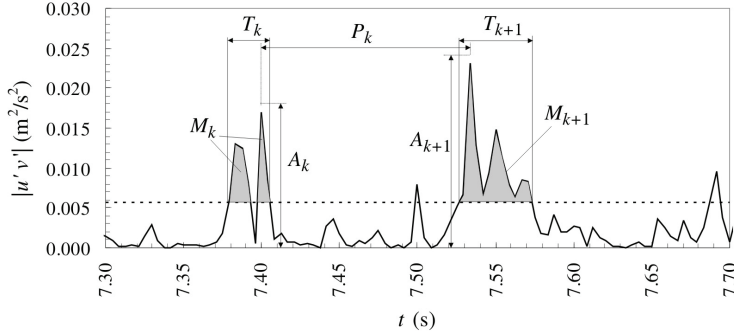 0.030
0.025
0.020
0.015
0.010
0.005
0.000
|u' v'| (m²/s²)
T_k
P_k
T_{k+1}
M_k
A_k
A_{k+1}
M_{k+1}
7.30
7.35
7.40
7.45
7.50
7.55
7.60
7.65
7.70
t (s)